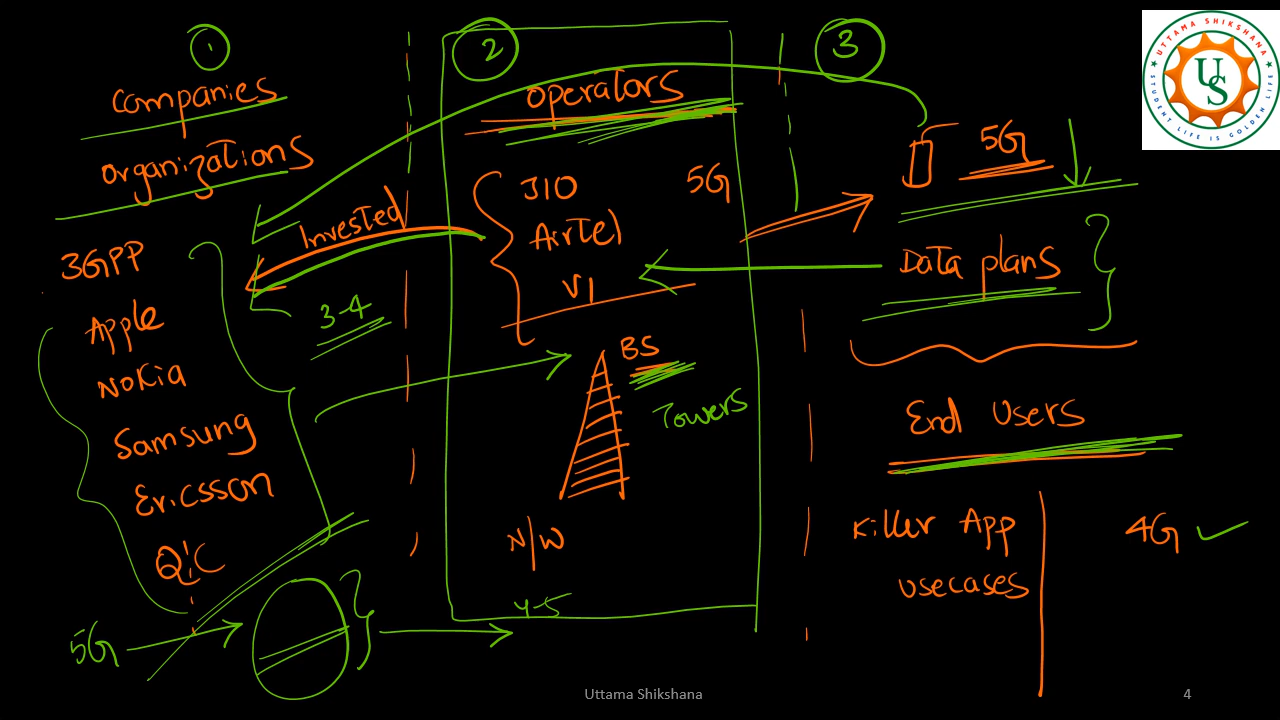 1
Companies
Organizations
3GPP
Apple
Nokia
Samsung
Ericsson
Q'C
5G
Invested
3-4
2
Operators
JIO
Airtel
VI
5G
BS
Towers
N/W
4-5
3
5G
Data plans
End Users
Killer App
usecases
4G
UTTAMA SHIKSHANA
US
STUDENT LIFE IS GOLDEN LIFE
Uttama Shikshana
4